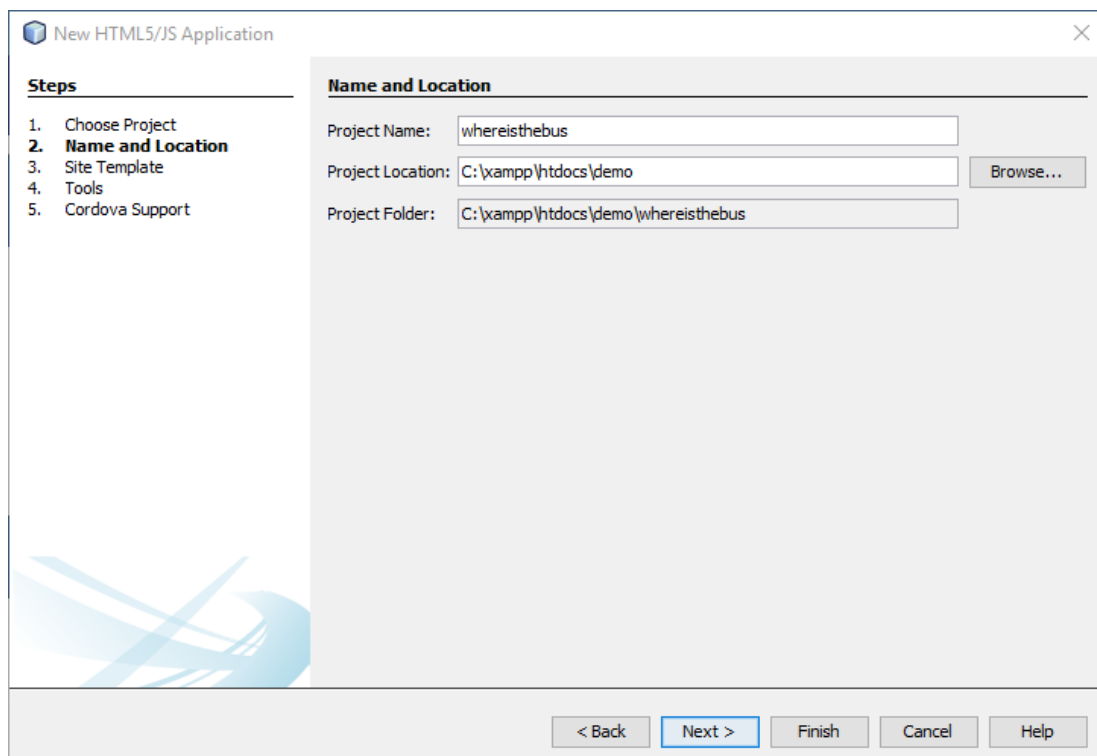 New HTML5/JS Application
Steps
1. Choose Project
2. Name and Location
3. Site Template
4. Tools
5. Cordova Support
Name and Location
Project Name: whereisthebus
Project Location: C:\xampp\htdocs\demo Browse...
Project Folder: C:\xampp\htdocs\demo\whereisthebus
< Back Next > Finish Cancel Help